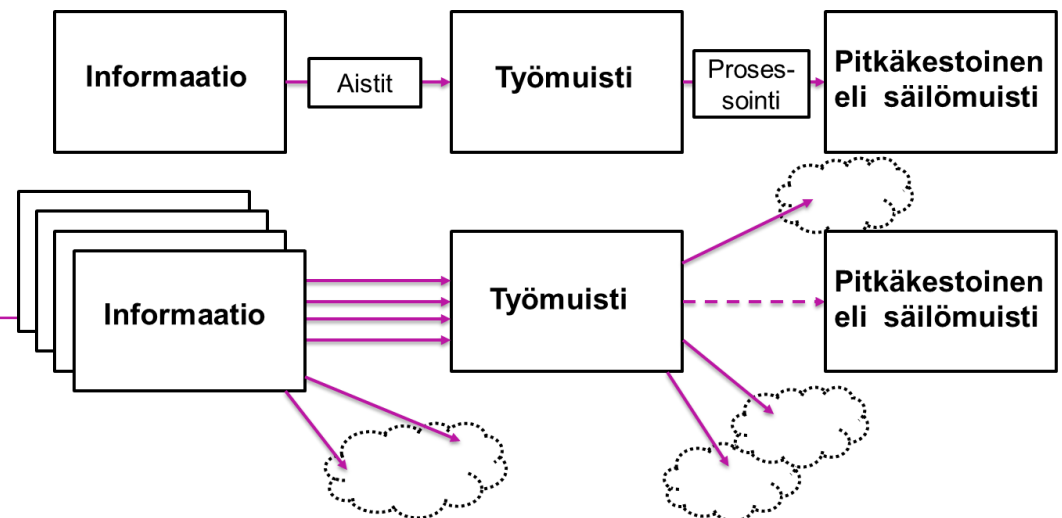 Informaatio
Aistit
Työmuisti
Proses-
sointi
Pitkäkestoinen
eli säilömuisti
Informaatio
Työmuisti
Pitkäkestoinen
eli säilömuisti